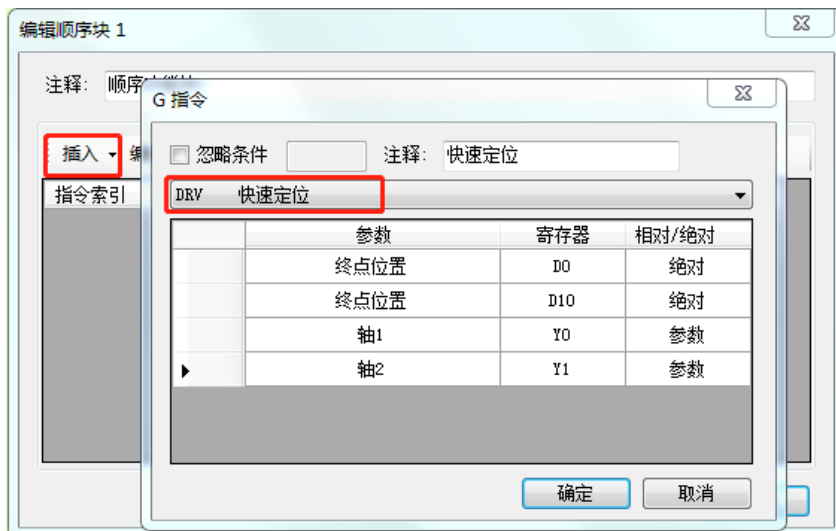 编辑顺序块 1
注释: 顺序
G 指令
忽略条件 注释: 快速定位
插入 编
DRV 快速定位
指令索引
参数 寄存器 相对/绝对
终点位置 D0 绝对
终点位置 D10 绝对
轴1 Y0 参数
轴2 Y1 参数
确定 取消